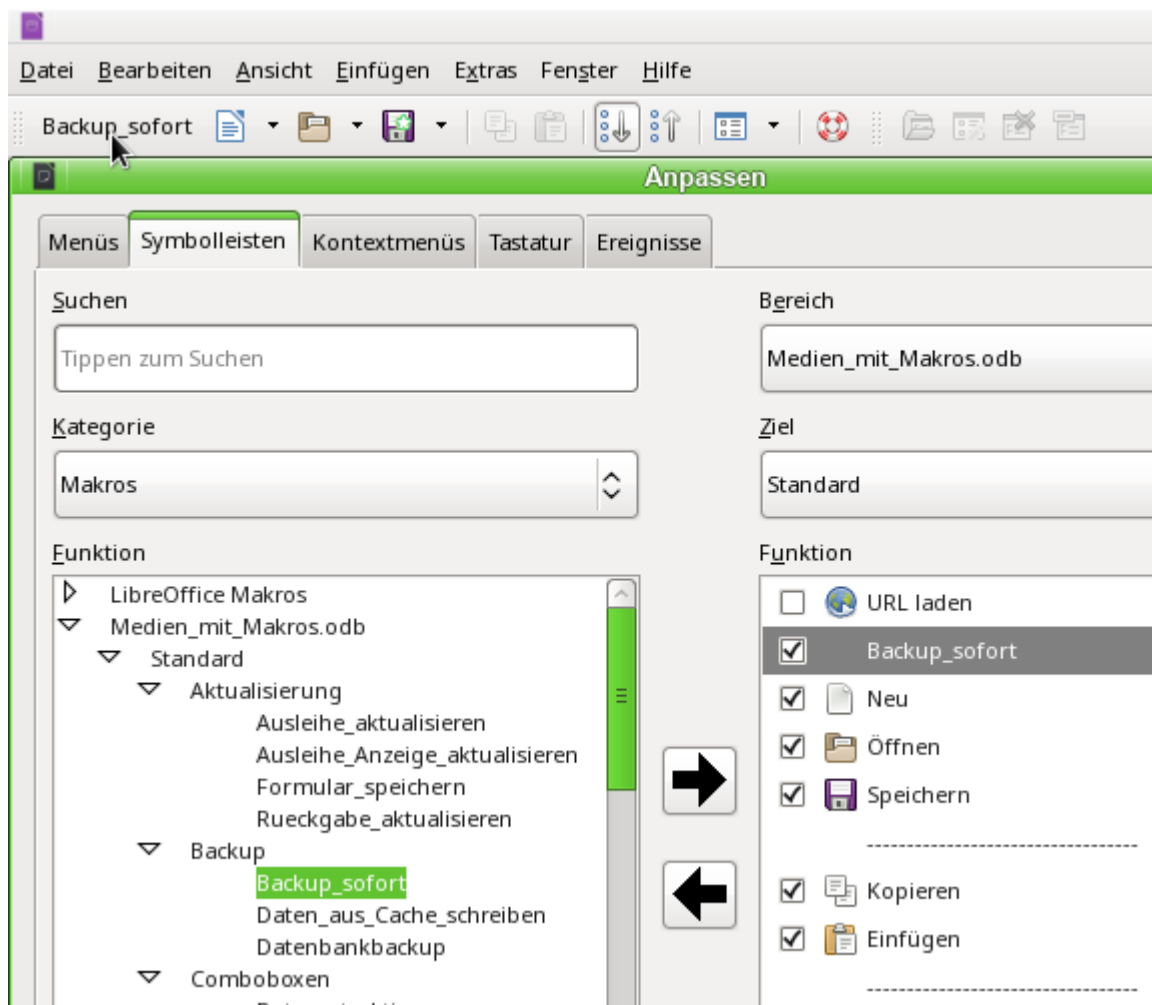 Datei Bearbeiten Ansicht Einfügen Extras Fenster Hilfe
Backup_sofort
Anpassen
Menüs Symbolleisten Kontextmenüs Tastatur Ereignisse
Suchen Bereich
Tippen zum Suchen Medien_mit_Makros.odb
Kategorie Ziel
Makros Standard
Funktion Funktion
LibreOffice Makros URL laden
Medien_mit_Makros.odb
Standard Backup_sofort
Aktualisierung Neu
Ausleihe_aktualisieren
Ausleihe_Anzeige_aktualisieren Öffnen
Formular_speichern Speichern
Rueckgabe_aktualisieren
Backup
Backup_sofort Kopieren
Daten_aus_Cache_schreiben
Datenbankbackup Einfügen
Comboboxen